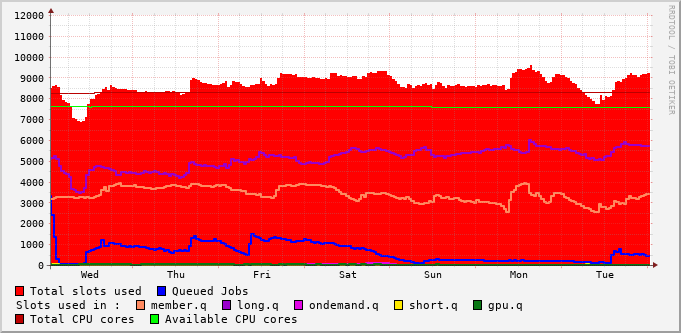 RRDTOOL / TOBI OETIKER
12000
11000
10000
9000
8000
7000
6000
5000
4000
3000
2000
1000
0
Wed Thu Fri Sat Sun Mon Tue
Total slots used Queued Jobs
Slots used in : member.q long.q ondemand.q short.q gpu.q
Total CPU cores Available CPU cores